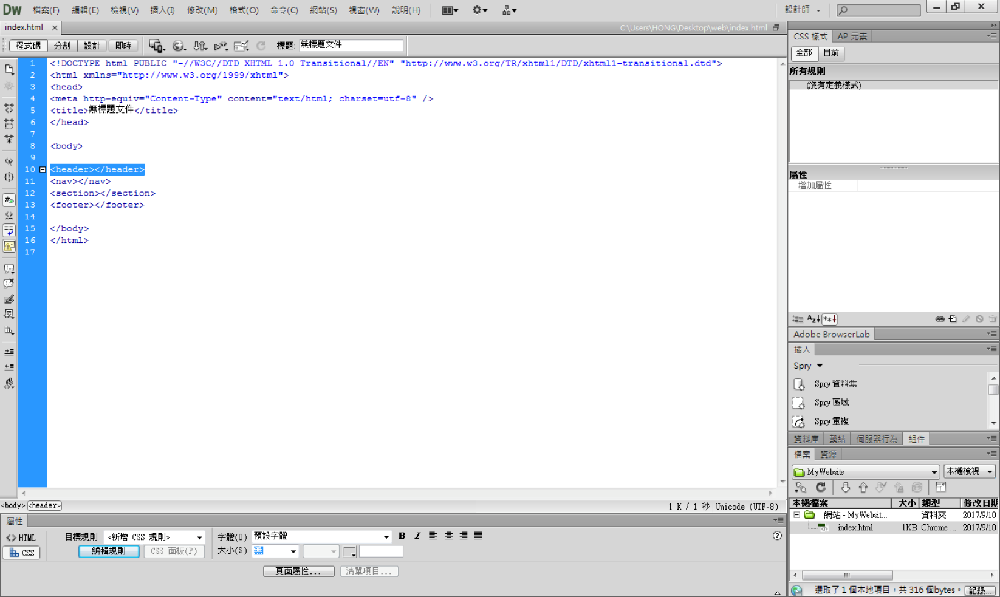 Dw 檔案(F) 編輯(E) 檢視(V) 插入(I) 修改(M) 格式(O) 命令(C) 網站(S) 視窗(W) 說明(H) 設計師
index.html C:\Users\HONG\Desktop\web\index.html
程式碼 分割 設計 即時 標題: 無標題文件
1 <!DOCTYPE html PUBLIC "-//W3C//DTD XHTML 1.0 Transitional//EN" "http://www.w3.org/TR/xhtml1/DTD/xhtml1-transitional.dtd">
2 <html xmlns="http://www.w3.org/1999/xhtml">
3 <head>
4 <meta http-equiv="Content-Type" content="text/html; charset=utf-8" />
5 <title>無標題文件</title>
6 </head>
7
8 <body>
9
10 <header></header>
11 <nav></nav>
12 <section></section>
13 <footer></footer>
14
15 </body>
16 </html>
17
<body> <header> 1 K / 1 秒 Unicode (UTF-8)
屬性
<> HTML 目標規則 <新增 CSS 規則> 字體(O) 預設字體 B I
CSS 編輯規則 CSS 面板(P) 大小(S) 無
頁面屬性... 清單項目...
CSS 樣式 AP 元素
全部 目前
所有規則
(沒有定義樣式)
屬性
增加屬性
Adobe BrowserLab
插入
Spry
Spry 資料集
Spry 區域
Spry 重複
資料庫 繫結 伺服器行為 組件
檔案 資源
MyWebsite 本機檢視
本機檔案 大小 類型 修改日期
網站 - MyWebsit... 資料夾 2017/9/10
index.html 1KB Chrome ... 2017/9/10
選取了 1 個本地項目，共 316 個bytes。 記錄...